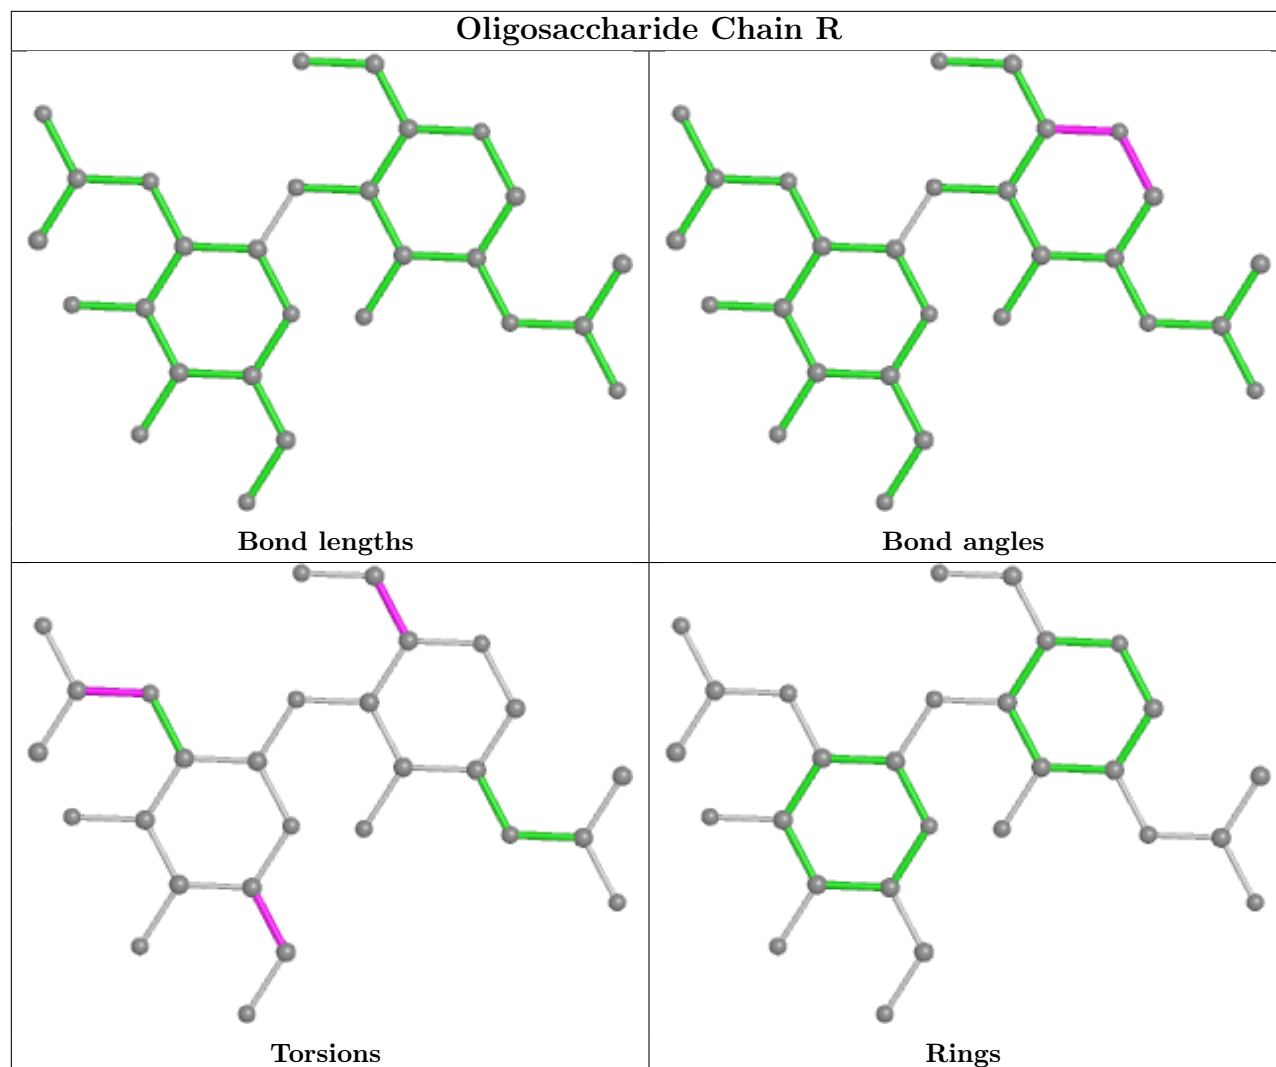 Oligosaccharide Chain R
Bond lengths
Bond angles
Torsions
Rings